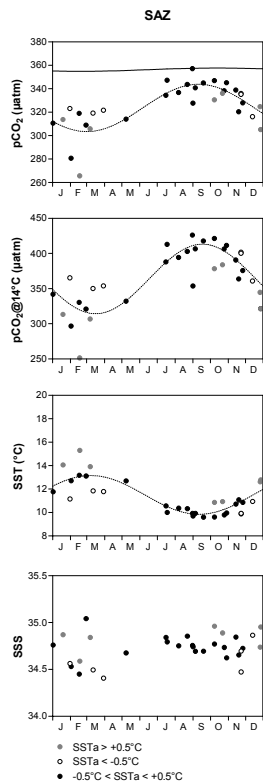 SAZ
pCO₂ (µatm)
380
360
340
320
300
280
260
J F M A M J J A S O N D
pCO₂@14°C (µatm)
450
400
350
300
250
J F M A M J J A S O N D
SST (°C)
20
18
16
14
12
10
8
J F M A M J J A S O N D
SSS
35.5
35.0
34.5
34.0
J F M A M J J A S O N D
SSTa > +0.5°C
SSTa < -0.5°C
-0.5°C < SSTa < +0.5°C